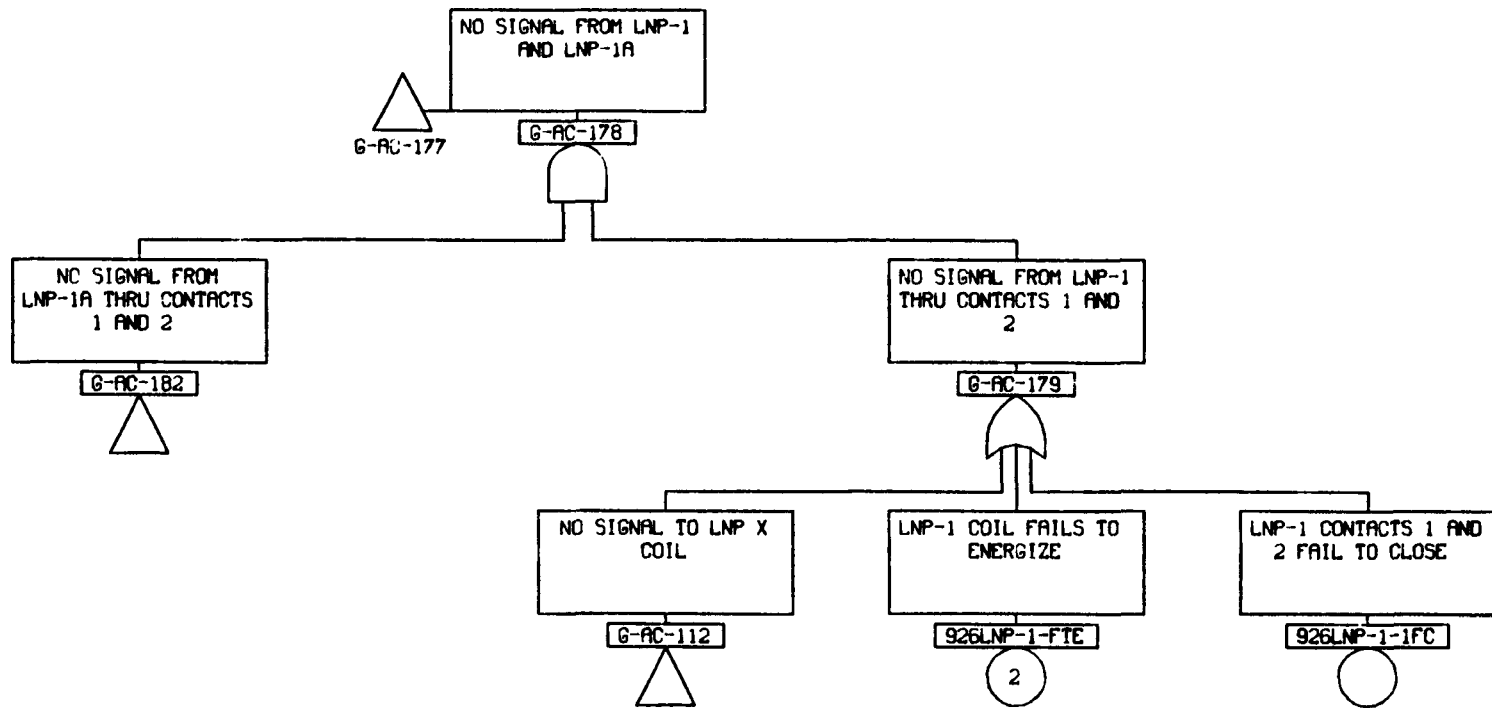 NO SIGNAL FROM LNP-1
AND LNP-1A
G-AC-177
G-AC-178
NO SIGNAL FROM
LNP-1A THRU CONTACTS
1 AND 2
G-AC-182
NO SIGNAL FROM LNP-1
THRU CONTACTS 1 AND
2
G-AC-179
NO SIGNAL TO LNP X
COIL
G-AC-112
LNP-1 COIL FAILS TO
ENERGIZE
926LNP-1-FTE
2
LNP-1 CONTACTS 1 AND
2 FAIL TO CLOSE
926LNP-1-1FC